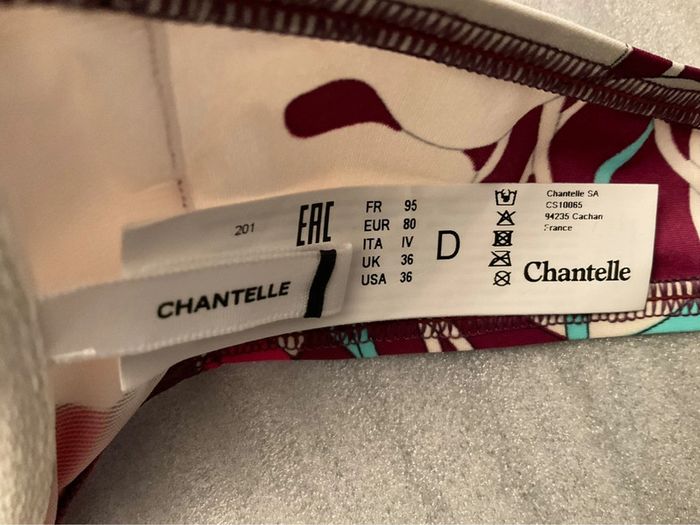 201
EAC
FR 95
EUR 80
ITA IV
UK 36
USA 36
D
Chantelle SA
CS10065
94235 Cachan
France
Chantelle
CHANTELLE